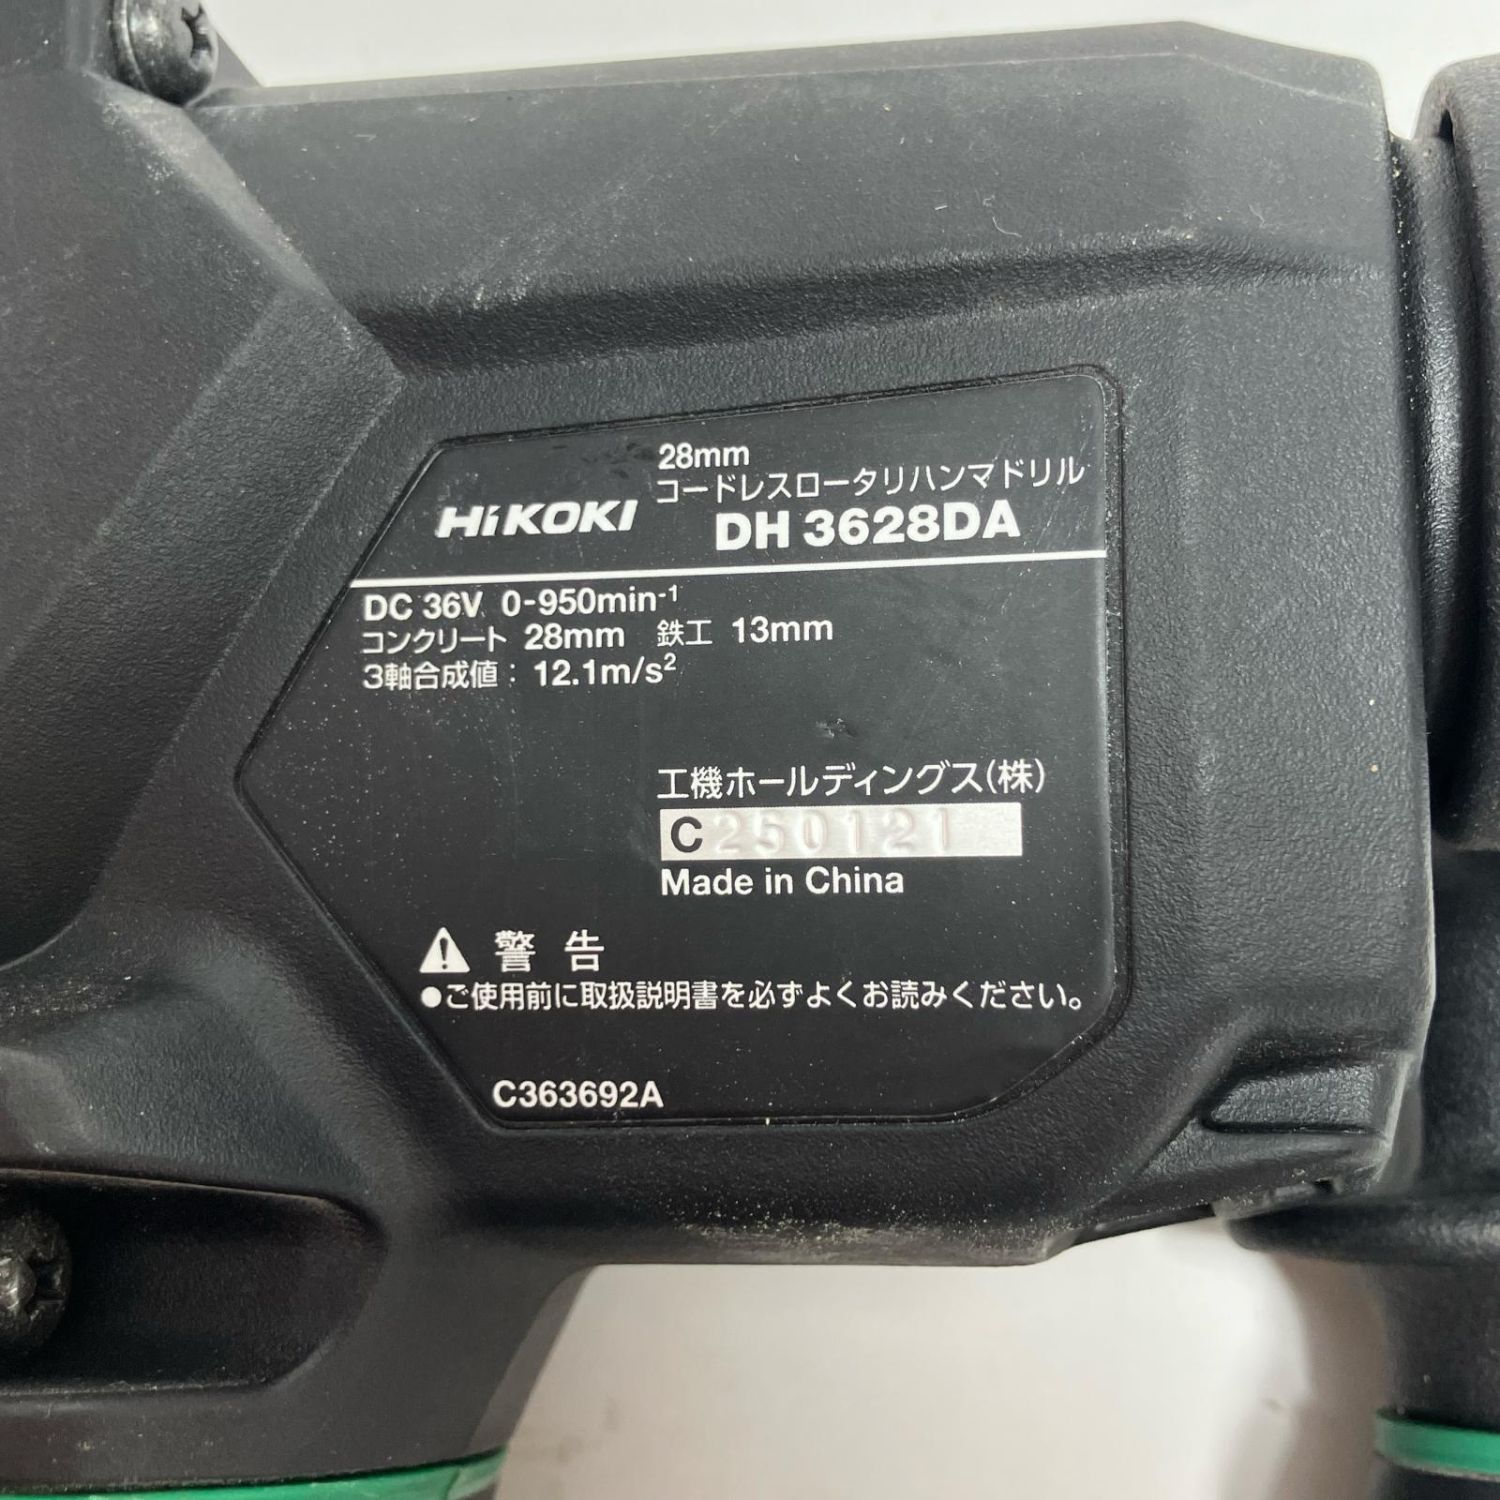 28mm
コードレスロータリハンマドリル
HiKOKI DH 3628DA
DC 36V 0-950min⁻¹
コンクリート 28mm 鉄工 13mm
3軸合成値：12.1m/s²
工機ホールディングス(株)
C 250121
Made in China
⚠ 警告
●ご使用前に取扱説明書を必ずよくお読みください。
C363692A